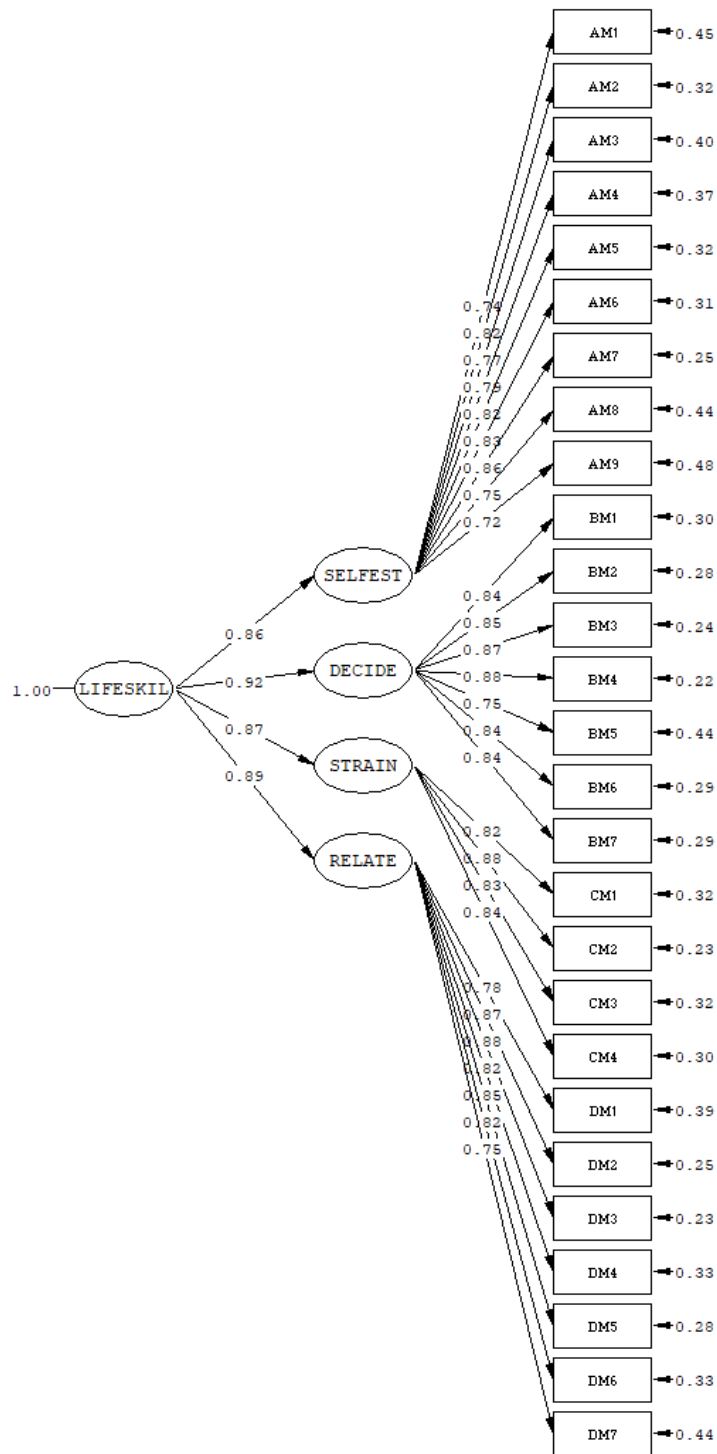 AM1 0.45
AM2 0.32
AM3 0.40
AM4 0.37
AM5 0.32
AM6 0.31
AM7 0.25
AM8 0.44
AM9 0.48
BM1 0.30
BM2 0.28
BM3 0.24
BM4 0.22
BM5 0.44
BM6 0.29
BM7 0.29
CM1 0.32
CM2 0.23
CM3 0.32
CM4 0.30
DM1 0.39
DM2 0.25
DM3 0.23
DM4 0.33
DM5 0.28
DM6 0.33
DM7 0.44
0.74
0.82
0.77
0.79
0.82
0.83
0.86
0.75
0.72
0.84
0.85
0.87
0.88
0.75
0.84
0.84
0.82
0.88
0.83
0.84
0.78
0.87
0.88
0.82
0.85
0.82
0.75
SELFEST
DECIDE
STRAIN
RELATE
0.86
0.92
0.87
0.89
1.00 LIFESKIL